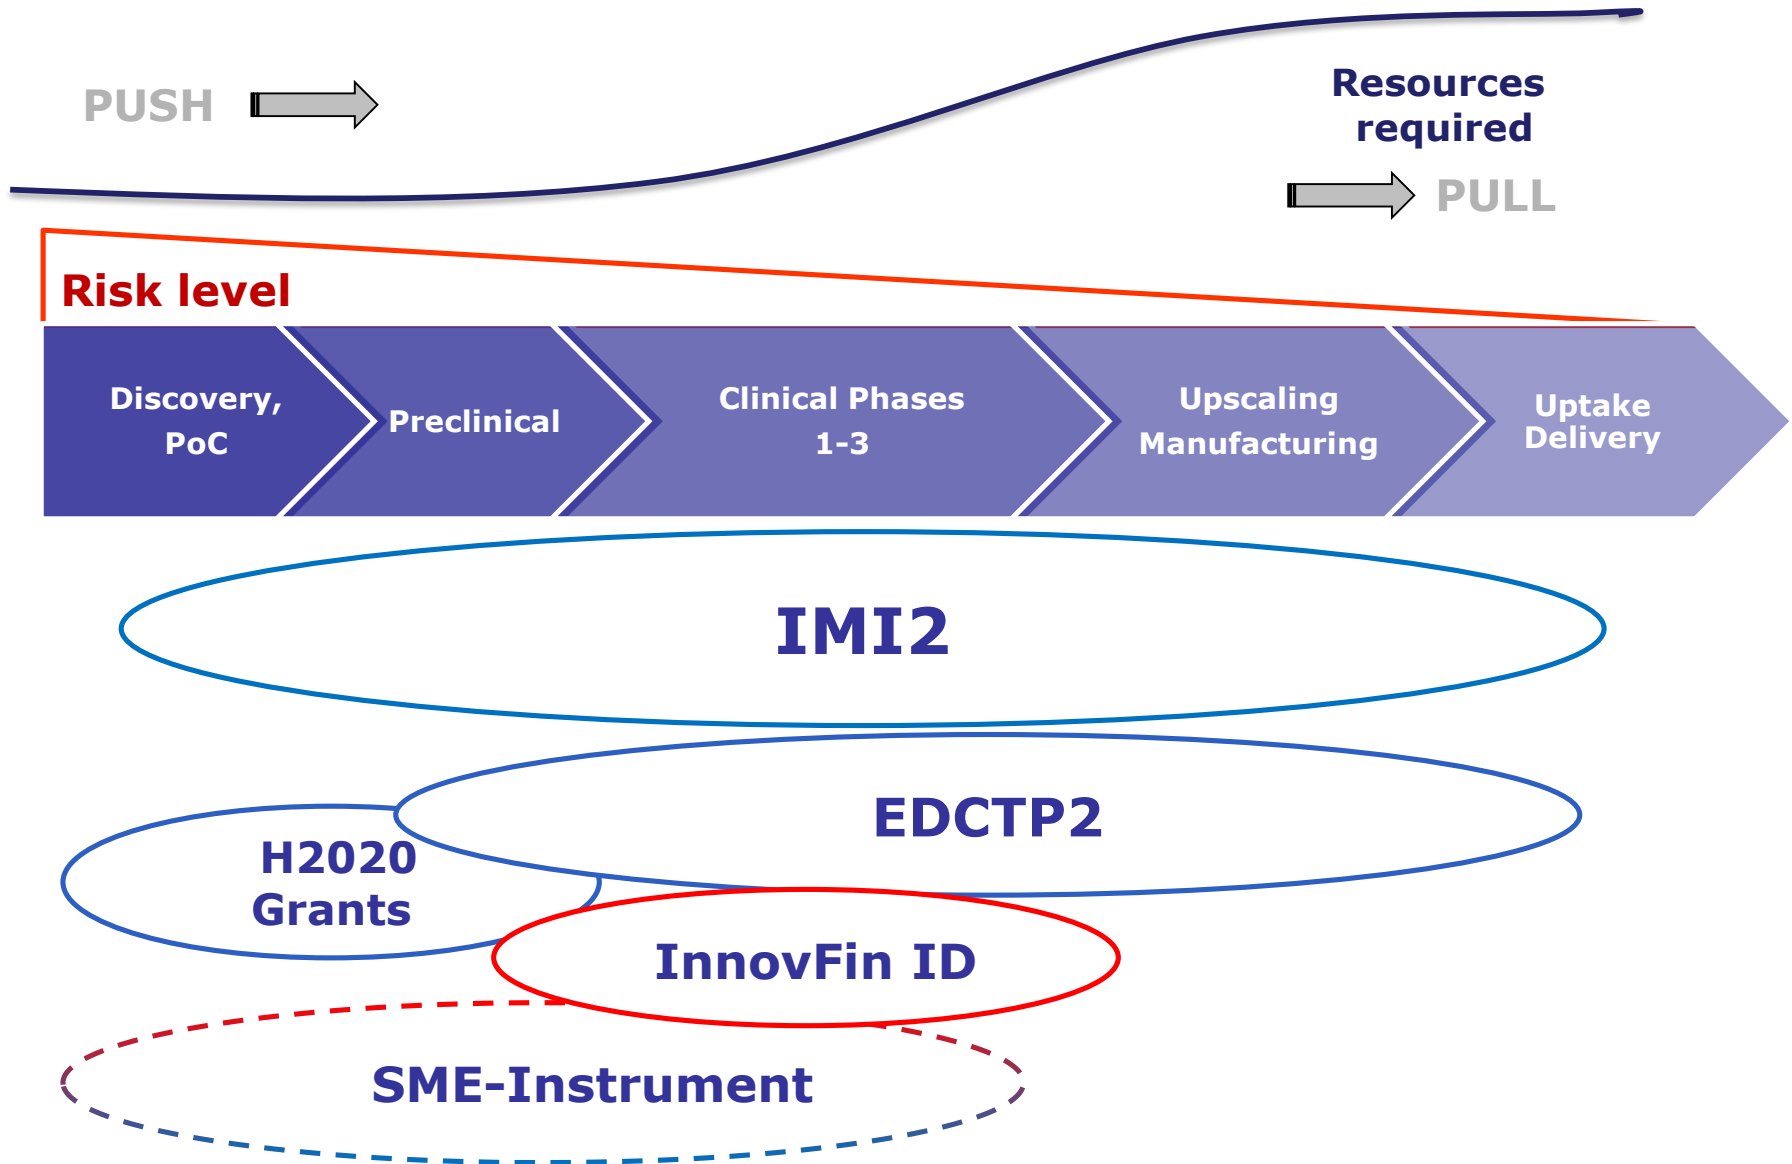 PUSH
Resources
required
PULL
Risk level
Discovery,
PoC
Preclinical
Clinical Phases
1-3
Upscaling
Manufacturing
Uptake
Delivery
IMI2
EDCTP2
H2020
Grants
InnovFin ID
SME-Instrument